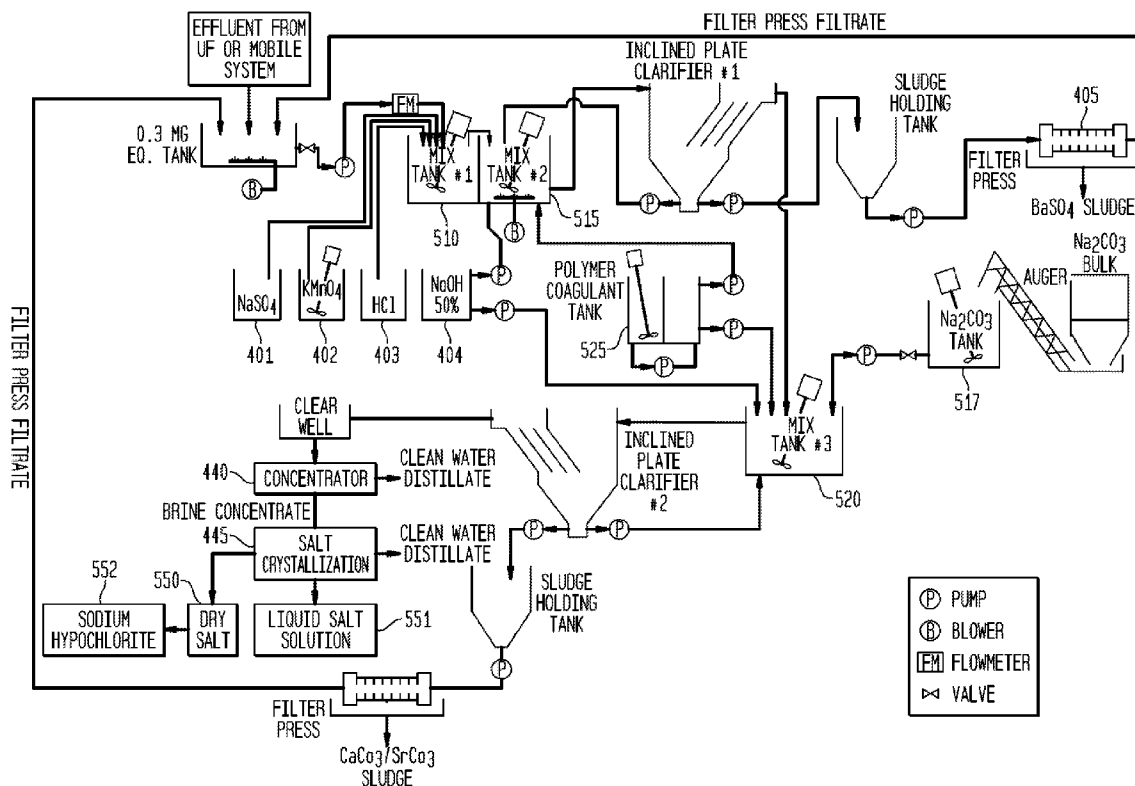 FILTER PRESS FILTRATE
EFFLUENT FROM
UF OR MOBILE
SYSTEM
INCLINED PLATE
CLARIFIER #1
SLUDGE
HOLDING
TANK
405
FM
0.3 MG
EQ. TANK
P
B
MIX
TANK #1
MIX
TANK #2
510
515
B
P
P
P
P
FILTER
PRESS
BaSO4 SLUDGE
NaSO4
401
KMnO4
402
HCl
403
NoOH
50%
404
P
P
POLYMER
COAGULANT
TANK
525
P
P
P
AUGER
Na2CO3
BULK
Na2CO3
TANK
517
P
FILTER PRESS FILTRATE
CLEAR
WELL
440
CONCENTRATOR
CLEAN WATER
DISTILLATE
BRINE CONCENTRATE
445
SALT
CRYSTALLIZATION
CLEAN WATER
DISTILLATE
INCLINED
PLATE
CLARIFIER
#2
MIX
TANK #3
520
P
P
552
SODIUM
HYPOCHLORITE
550
DRY
SALT
LIQUID SALT
SOLUTION
551
SLUDGE
HOLDING
TANK
P
FILTER
PRESS
CaCo3/SrCo3
SLUDGE
P PUMP
B BLOWER
FM FLOWMETER
VALVE